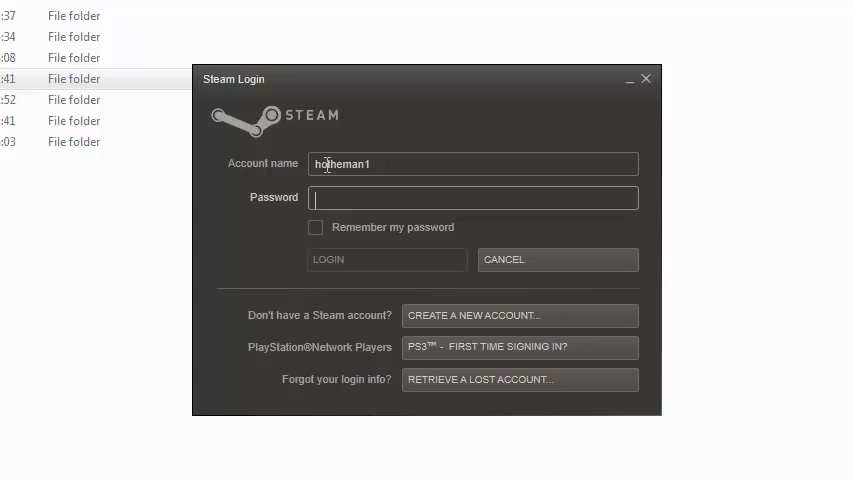 :37 File folder
:34 File folder
:08 File folder
:41 File folder
:52 File folder
:41 File folder
:03 File folder
Steam Login
STEAM
Account name hotheman1
Password
Remember my password
LOGIN CANCEL
Don't have a Steam account? CREATE A NEW ACCOUNT...
PlayStation®Network Players PS3™ - FIRST TIME SIGNING IN?
Forgot your login info? RETRIEVE A LOST ACCOUNT...